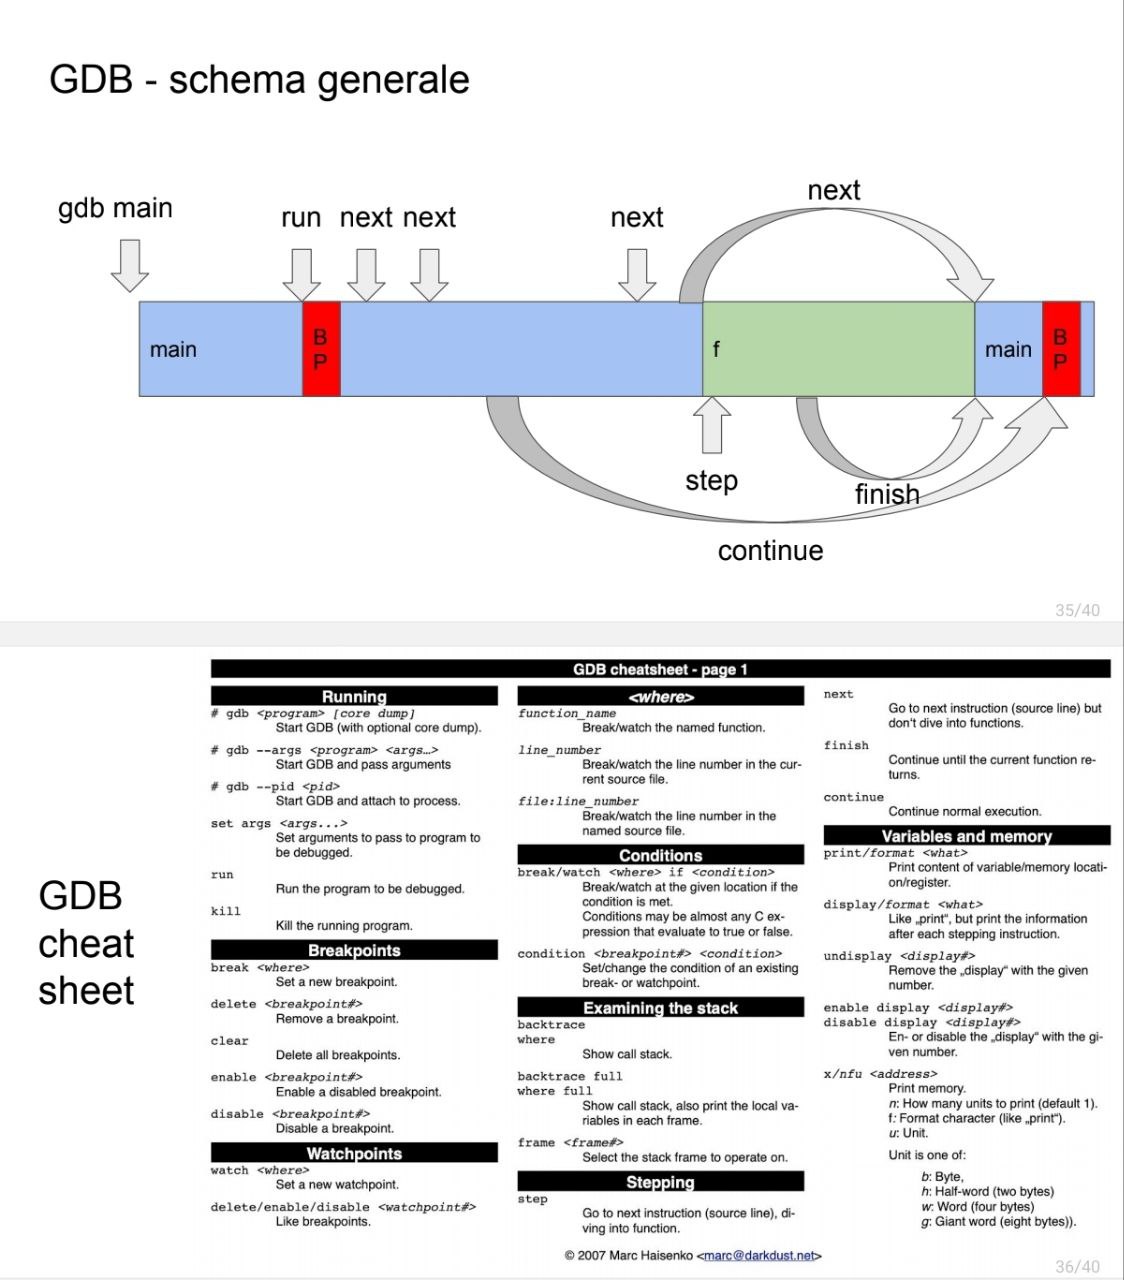 GDB - schema generale
gdb main
run
next
next
next
next
main
B
P
f
main
B
P
step
finish
continue
35/40
GDB
cheat
sheet
GDB cheatsheet - page 1
Running
# gdb <program> [core dump]
Start GDB (with optional core dump).
# gdb --args <program> <args…>
Start GDB and pass arguments
# gdb --pid <pid>
Start GDB and attach to process.
set args <args...>
Set arguments to pass to program to
be debugged.
run
Run the program to be debugged.
kill
Kill the running program.
Breakpoints
break <where>
Set a new breakpoint.
delete <breakpoint#>
Remove a breakpoint.
clear
Delete all breakpoints.
enable <breakpoint#>
Enable a disabled breakpoint.
disable <breakpoint#>
Disable a breakpoint.
Watchpoints
watch <where>
Set a new watchpoint.
delete/enable/disable <watchpoint#>
Like breakpoints.
<where>
function_name
Break/watch the named function.
line_number
Break/watch the line number in the cur-
rent source file.
file:line_number
Break/watch the line number in the
named source file.
Conditions
break/watch <where> if <condition>
Break/watch at the given location if the
condition is met.
Conditions may be almost any C ex-
pression that evaluate to true or false.
condition <breakpoint#> <condition>
Set/change the condition of an existing
break- or watchpoint.
Examining the stack
backtrace
where
Show call stack.
backtrace full
where full
Show call stack, also print the local va-
riables in each frame.
frame <frame#>
Select the stack frame to operate on.
Stepping
step
Go to next instruction (source line), di-
ving into function.
next
Go to next instruction (source line) but
don't dive into functions.
finish
Continue until the current function re-
turns.
continue
Continue normal execution.
Variables and memory
print/format <what>
Print content of variable/memory locati-
on/register.
display/format <what>
Like „print", but print the information
after each stepping instruction.
undisplay <display#>
Remove the „display" with the given
number.
enable display <display#>
disable display <display#>
En- or disable the „display" with the gi-
ven number.
x/nfu <address>
Print memory.
n: How many units to print (default 1).
f: Format character (like „print").
u: Unit.
Unit is one of:
b: Byte,
h: Half-word (two bytes)
w: Word (four bytes)
g: Giant word (eight bytes)).
© 2007 Marc Haisenko <marc@darkdust.net>
36/40